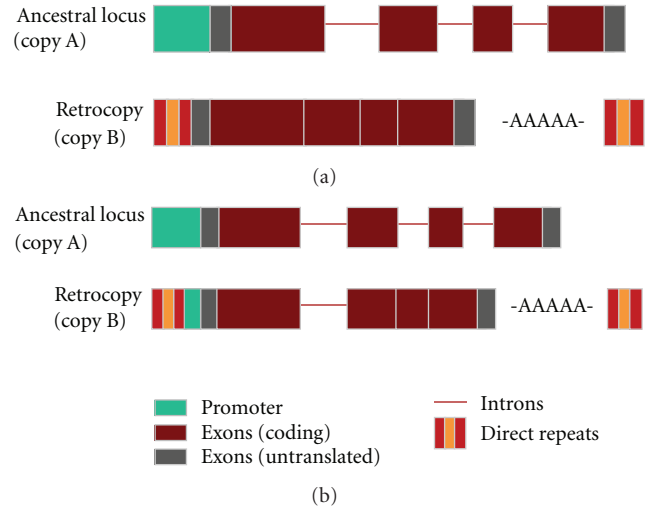 Ancestral locus
(copy A)
Retrocopy
(copy B)
-AAAAA-
(a)
Ancestral locus
(copy A)
Retrocopy
(copy B)
-AAAAA-
Promoter
Exons (coding)
Exons (untranslated)
Introns
Direct repeats
(b)